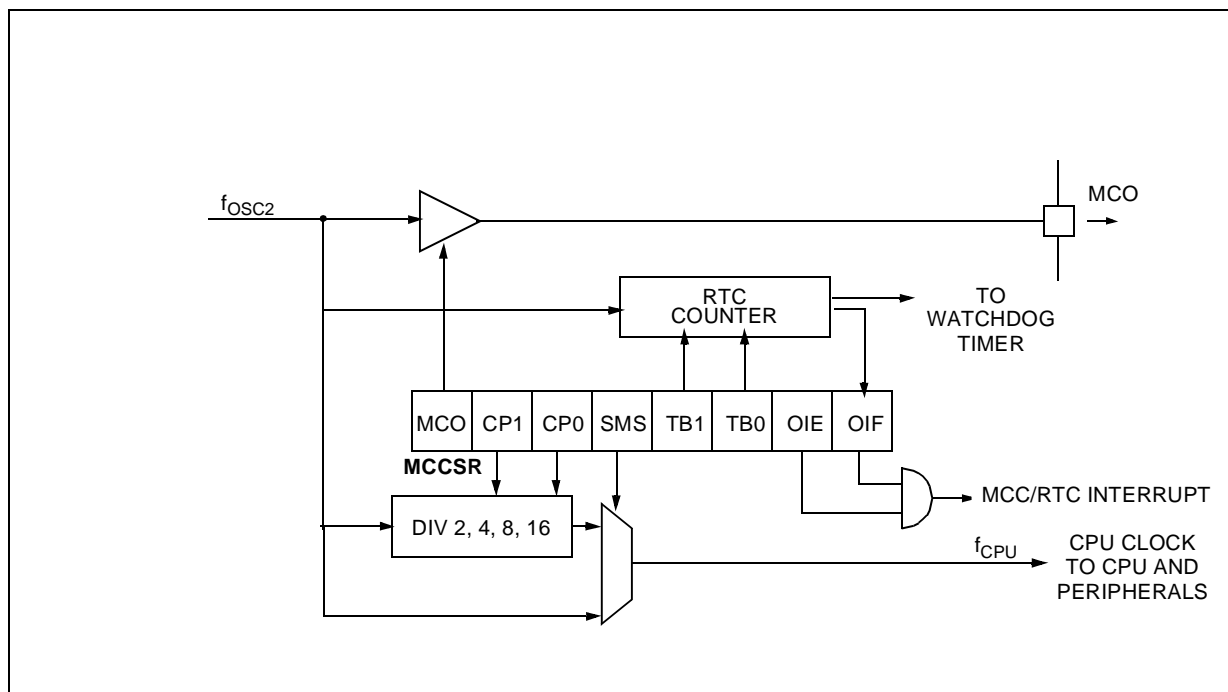 fOSC2
MCO
RTC
COUNTER
TO
WATCHDOG
TIMER
MCO CP1 CP0 SMS TB1 TB0 OIE OIF
MCCSR
MCC/RTC INTERRUPT
DIV 2, 4, 8, 16
fCPU
CPU CLOCK
TO CPU AND
PERIPHERALS